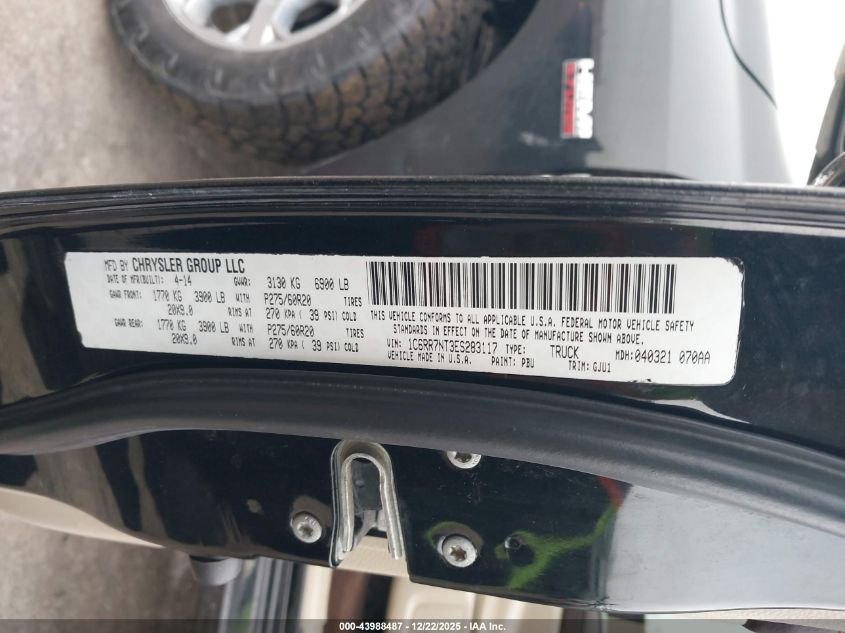 HEMI
MFD BY CHRYSLER GROUP LLC
DATE OF MFR(BUILT): 4-14 GVWR: 3130 KG 6900 LB
GAWR FRONT: 1770 KG 3900 LB WITH P275/60R20 TIRES
20X9.0 RIMS AT 270 KPA ( 39 PSI) COLD
GAWR REAR: 1770 KG 3900 LB WITH P275/60R20 TIRES
20X9.0 RIMS AT 270 KPA ( 39 PSI) COLD
THIS VEHICLE CONFORMS TO ALL APPLICABLE U.S.A. FEDERAL MOTOR VEHICLE SAFETY
STANDARDS IN EFFECT ON THE DATE OF MANUFACTURE SHOWN ABOVE.
VIN: 1C6RR7NT3ES283117 TYPE: TRUCK MDH: 040321 070AA
MADE IN U.S.A. PAINT: PBU TRIM: GJU1
000-43988487 - 12/22/2025 - IAA Inc.